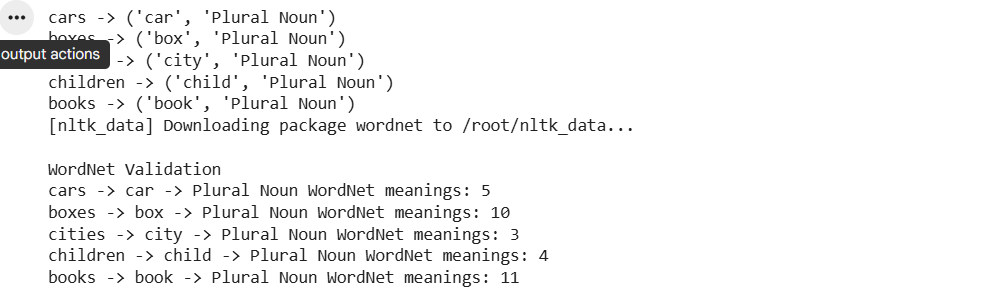 cars -> ('car', 'Plural Noun')
boxes -> ('box', 'Plural Noun')
output actions
-> ('city', 'Plural Noun')
children -> ('child', 'Plural Noun')
books -> ('book', 'Plural Noun')
[nltk_data] Downloading package wordnet to /root/nltk_data...
WordNet Validation
cars -> car -> Plural Noun WordNet meanings: 5
boxes -> box -> Plural Noun WordNet meanings: 10
cities -> city -> Plural Noun WordNet meanings: 3
children -> child -> Plural Noun WordNet meanings: 4
books -> book -> Plural Noun WordNet meanings: 11